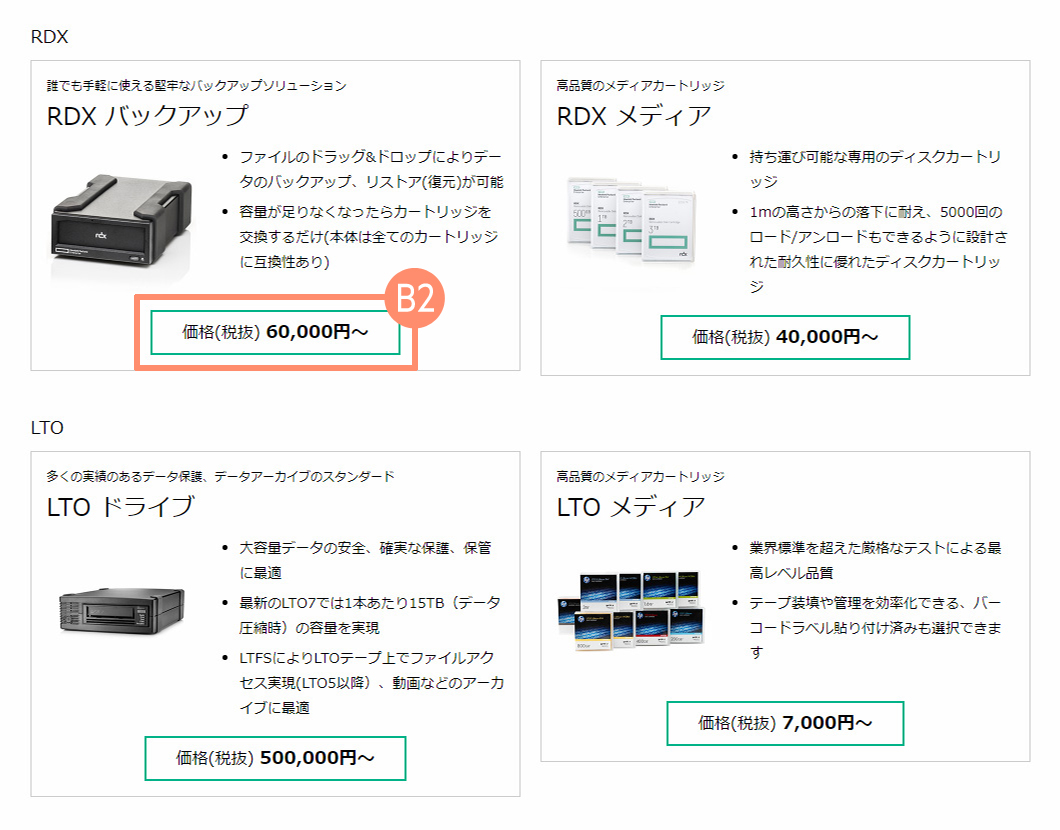 RDX
誰でも手軽に使える堅牢なバックアップソリューション
RDX バックアップ
• ファイルのドラッグ&ドロップによりデー
タのバックアップ、リストア(復元)が可能
• 容量が足りなくなったらカートリッジを
交換するだけ(本体は全てのカートリッジ
に互換性あり)
rdx
B2
価格(税抜) 60,000円～
高品質のメディアカートリッジ
RDX メディア
• 持ち運び可能な専用のディスクカートリ
ッジ
• 1mの高さからの落下に耐え、5000回の
ロード/アンロードもできるように設計さ
れた耐久性に優れたディスクカートリッ
ジ
価格(税抜) 40,000円～
LTO
多くの実績のあるデータ保護、データアーカイブのスタンダード
LTO ドライブ
• 大容量データの安全、確実な保護、保管
に最適
• 最新のLTO7では1本あたり15TB（データ
圧縮時）の容量を実現
• LTFSによりLTOテープ上でファイルアク
セス実現(LTO5以降）、動画などのアーカ
イブに最適
価格(税抜) 500,000円～
高品質のメディアカートリッジ
LTO メディア
• 業界標準を超えた厳格なテストによる最
高レベル品質
• テープ装填や管理を効率化できる、バー
コードラベル貼り付け済みも選択できま
す
価格(税抜) 7,000円～